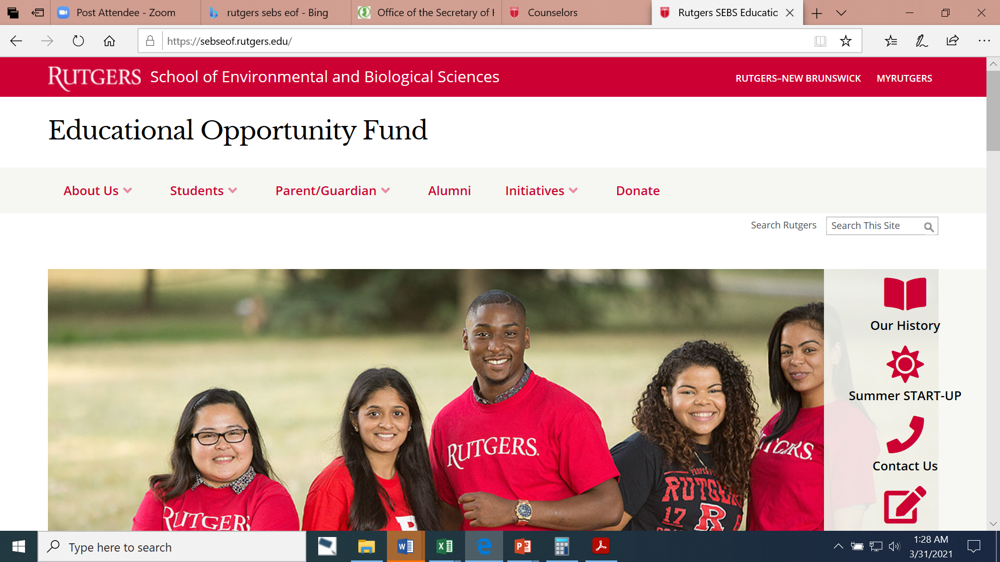 Post Attendee - Zoom
rutgers sebs eof - Bing
Office of the Secretary of H
Counselors
Rutgers SEBS Educatic
https://sebseof.rutgers.edu/
RUTGERS School of Environmental and Biological Sciences
RUTGERS–NEW BRUNSWICK MYRUTGERS
Educational Opportunity Fund
About Us Students Parent/Guardian Alumni Initiatives Donate
Search Rutgers Search This Site
Our History
Summer START-UP
Contact Us
RUTGERS.
RUTGERS
RUTGE
17 R
Type here to search
1:28 AM
3/31/2021